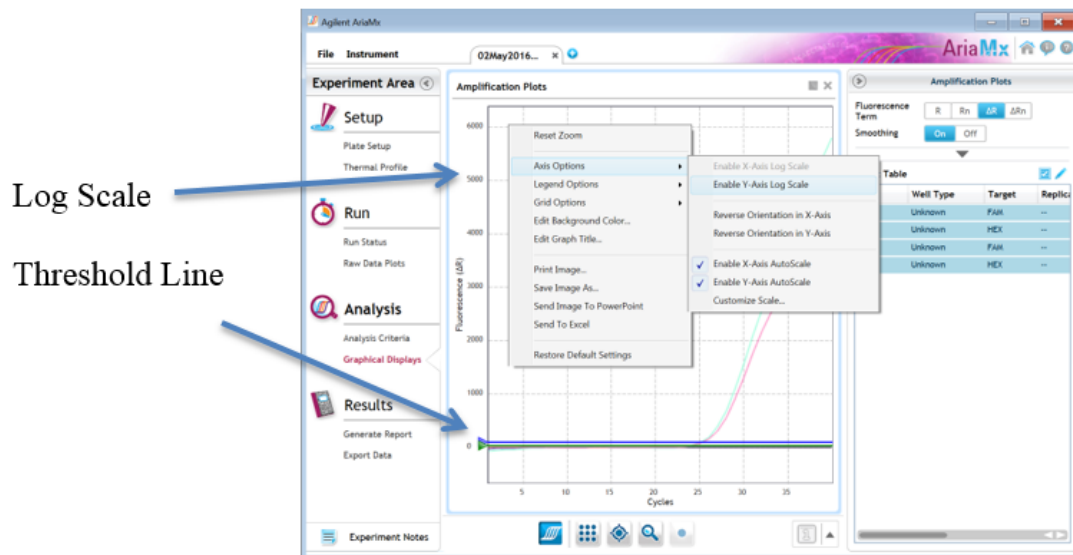 Log Scale
Threshold Line
Agilent AriaMx
File Instrument
02May2016...
AriaMx
Experiment Area
Setup
Plate Setup
Thermal Profile
Run
Run Status
Raw Data Plots
Analysis
Analysis Criteria
Graphical Displays
Results
Generate Report
Export Data
Experiment Notes
Amplification Plots
6000
5000
4000
3000
2000
1000
0
Fluorescence (ΔR)
5 10 15 20 25 30 35
Cycles
Reset Zoom
Axis Options
Legend Options
Grid Options
Edit Background Color...
Edit Graph Title...
Print Image...
Save Image As...
Send Image To PowerPoint
Send To Excel
Restore Default Settings
Enable X-Axis Log Scale
Enable Y-Axis Log Scale
Reverse Orientation in X-Axis
Reverse Orientation in Y-Axis
Enable X-Axis AutoScale
Enable Y-Axis AutoScale
Customize Scale...
Amplification Plots
Fluorescence Term
R Rn ΔR ΔRn
Smoothing
On Off
Table
Well Type Target Replica
Unknown FAM --
Unknown HEX --
Unknown FAM --
Unknown HEX --